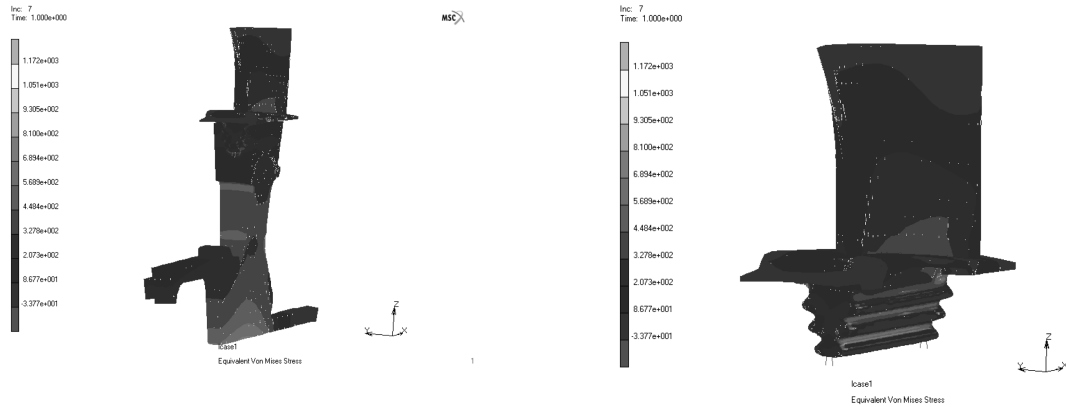 Inc: 7
Time: 1.000e+000
MSC
1.172e+003
1.051e+003
9.305e+002
8.100e+002
6.894e+002
5.689e+002
4.484e+002
3.278e+002
2.073e+002
8.677e+001
-3.377e+001
Z
Y
X
lcase1
Equivalent Von Mises Stress
1
Inc: 7
Time: 1.000e+000
1.172e+003
1.051e+003
9.305e+002
8.100e+002
6.894e+002
5.689e+002
4.484e+002
3.278e+002
2.073e+002
8.677e+001
-3.377e+001
Z
X
lcase1
Equivalent Von Mises Stress